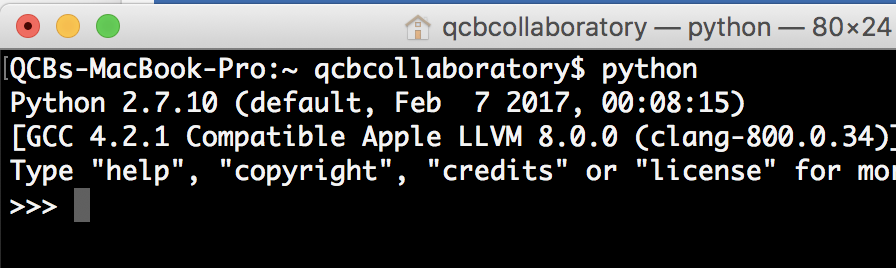 qcbcollaboratory — python — 80×24
[QCBs-MacBook-Pro:~ qcbcollaboratory$ python
Python 2.7.10 (default, Feb  7 2017, 00:08:15)
[GCC 4.2.1 Compatible Apple LLVM 8.0.0 (clang-800.0.34)]
Type "help", "copyright", "credits" or "license" for
>>>